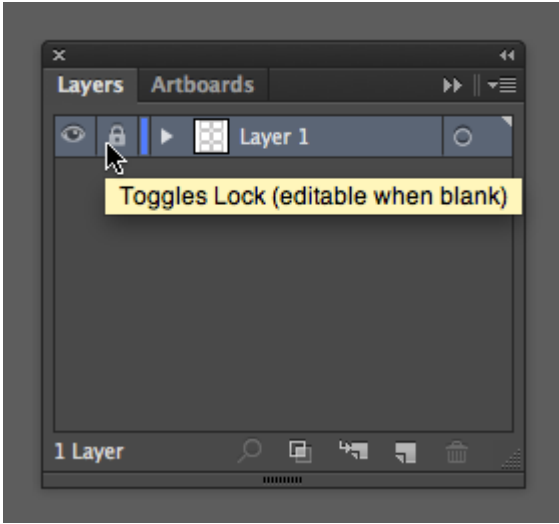 Layers Artboards
Layer 1
Toggles Lock (editable when blank)
1 Layer